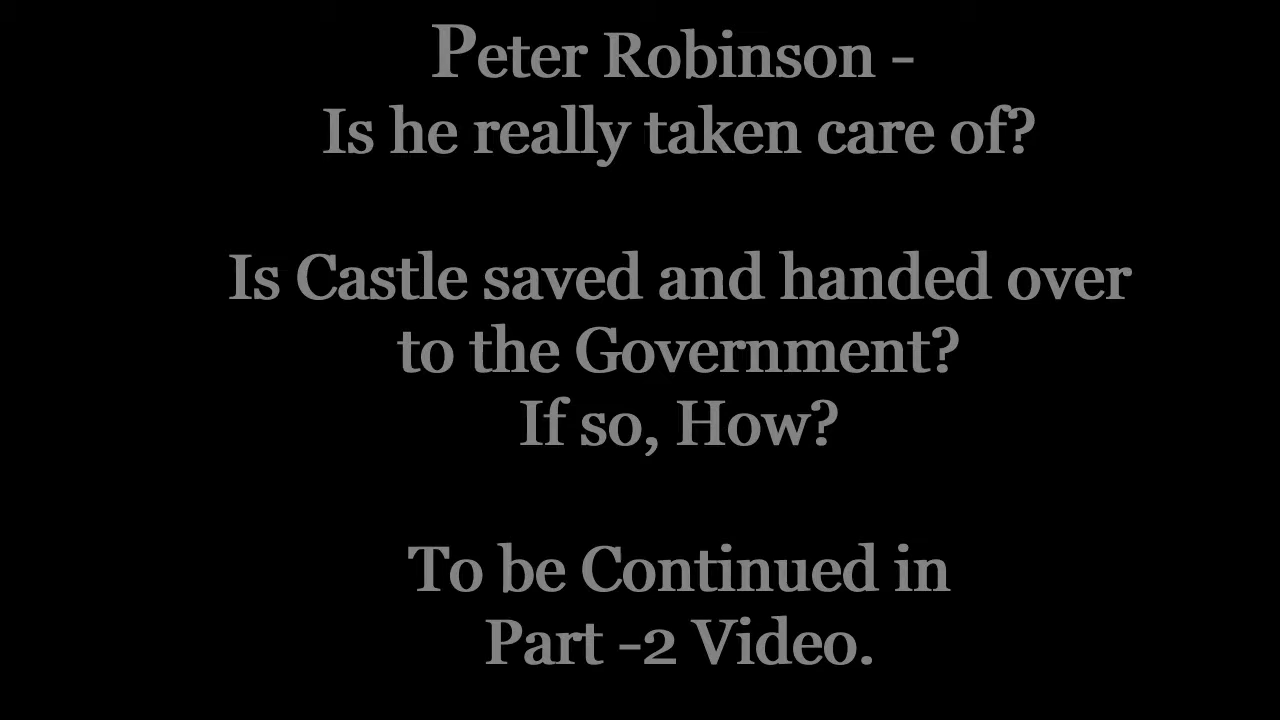 Peter Robinson -
Is he really taken care of?
Is Castle saved and handed over
to the Government?
If so, How?
To be Continued in
Part -2 Video.